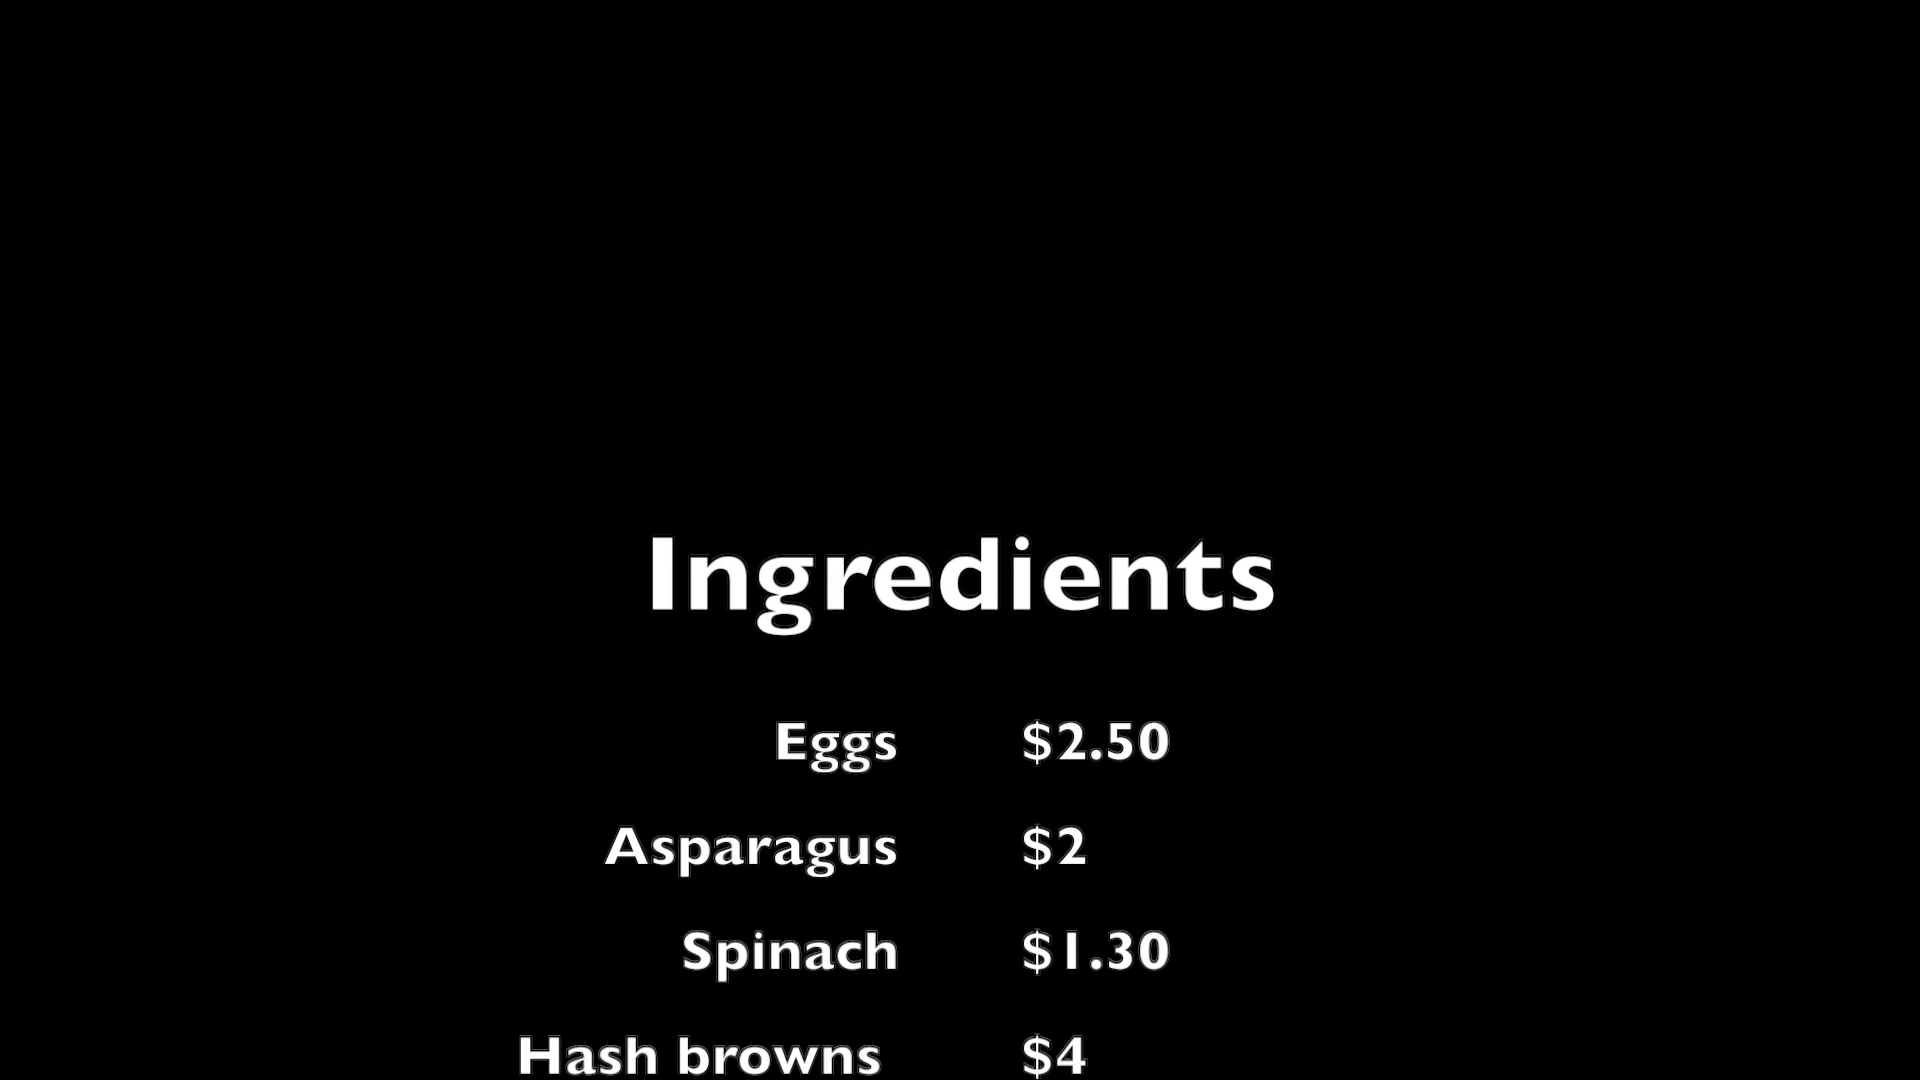 Ingredients
Eggs $2.50
Asparagus $2
Spinach $1.30
Hash browns $4